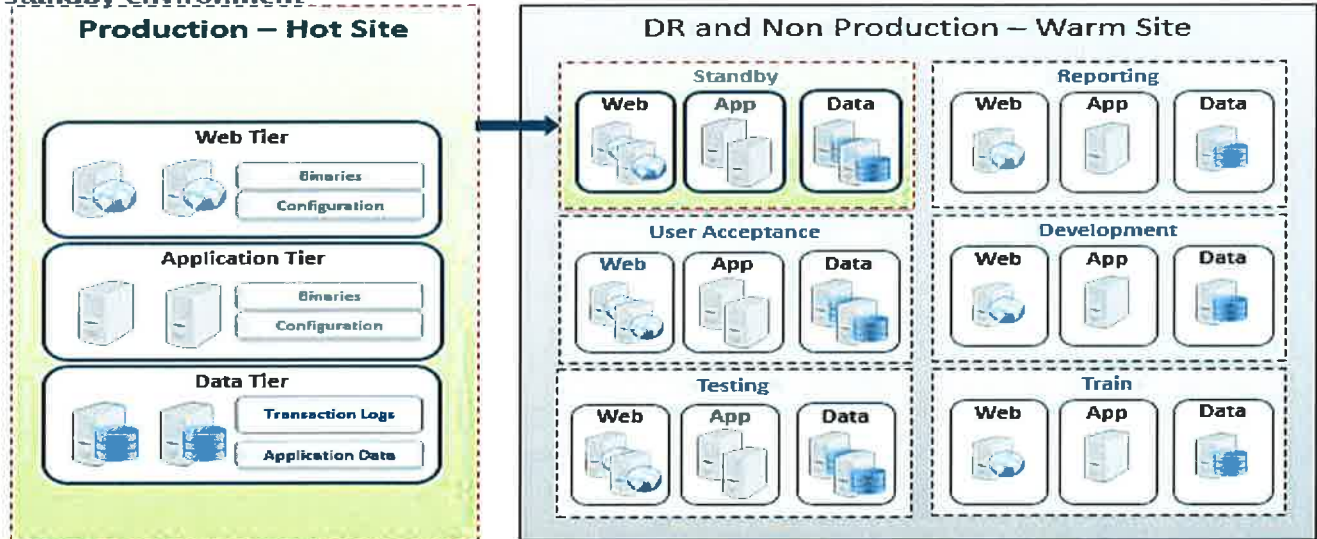 standby environment
Production – Hot Site
Web Tier
Binaries
Configuration
Application Tier
Binaries
Configuration
Data Tier
Transaction Logs
Application Data
DR and Non Production – Warm Site
Standby
Web App Data
Reporting
Web App Data
User Acceptance
Web App Data
Development
Web App Data
Testing
Web App Data
Train
Web App Data